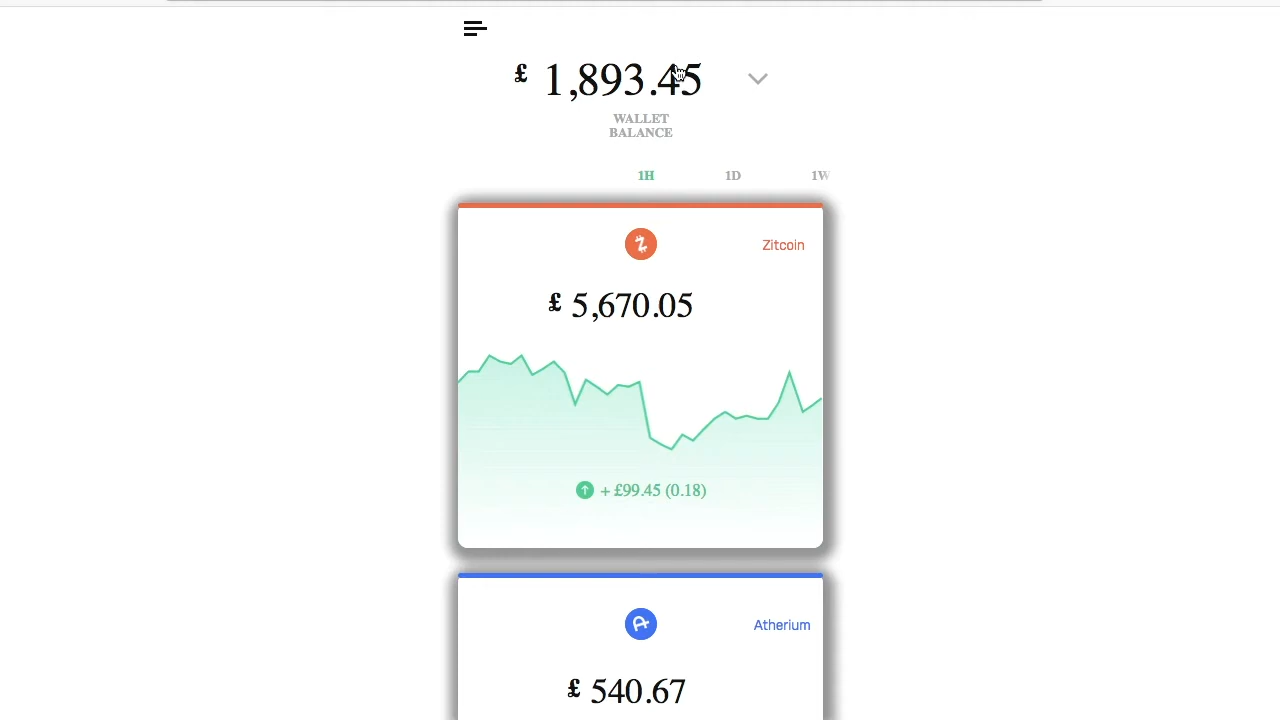 £ 1,893.45
WALLET
BALANCE
1H 1D 1W
Zitcoin
£ 5,670.05
+ £99.45 (0.18)
Atherium
£ 540.67